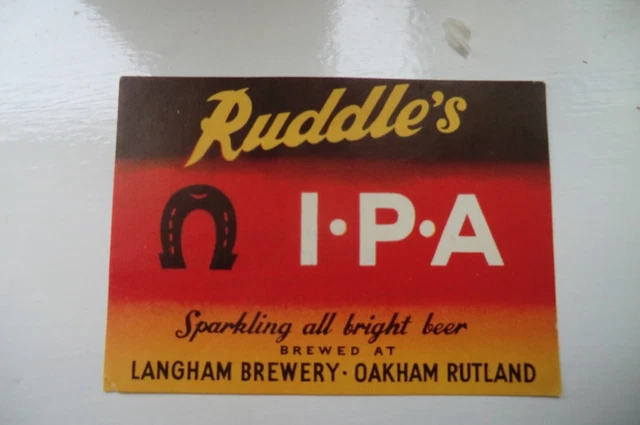 Ruddle's
I·P·A
Sparkling all bright beer
BREWED AT
LANGHAM BREWERY· OAKHAM RUTLAND